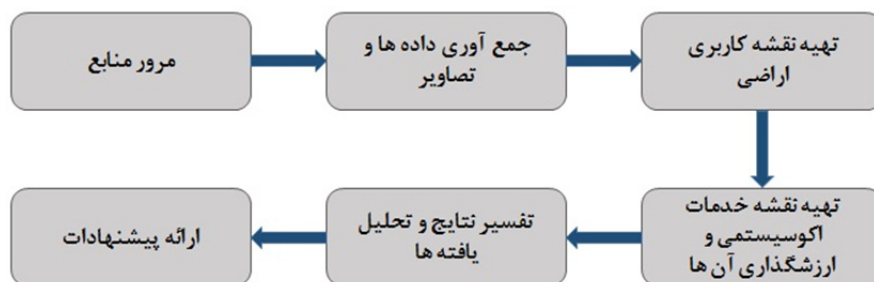 مرور منابع
جمع آوری داده ها و
تصاویر
تهیه نقشه کاربری
اراضی
تهیه نقشه خدمات
اکوسیستمی و
ارزشگذاری آن ها
تفسیر نتایج و تحلیل
یافته ها
ارائه پیشنهادات